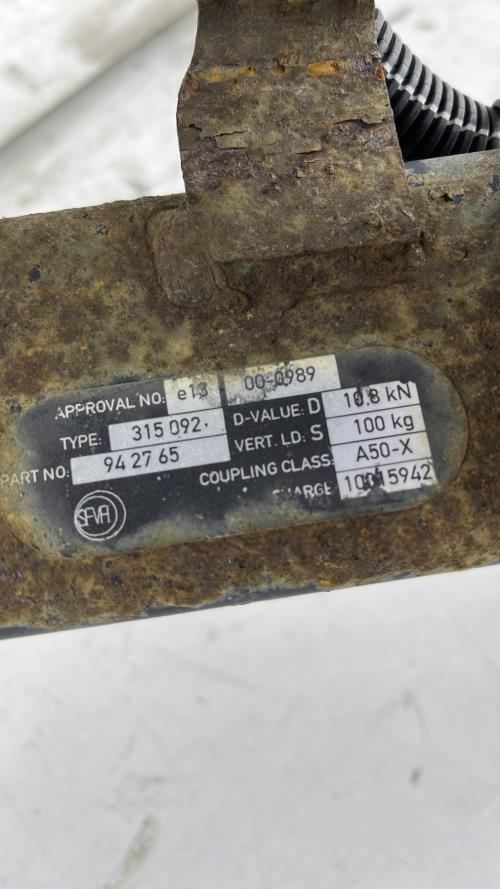 APPROVAL NO: e13 00-0989
TYPE: 315 092. D-VALUE: D 10.8 kN
PART NO: 94 27 65 VERT. LD: S 100 kg
COUPLING CLASS: A50-X
CHARGE 10015942